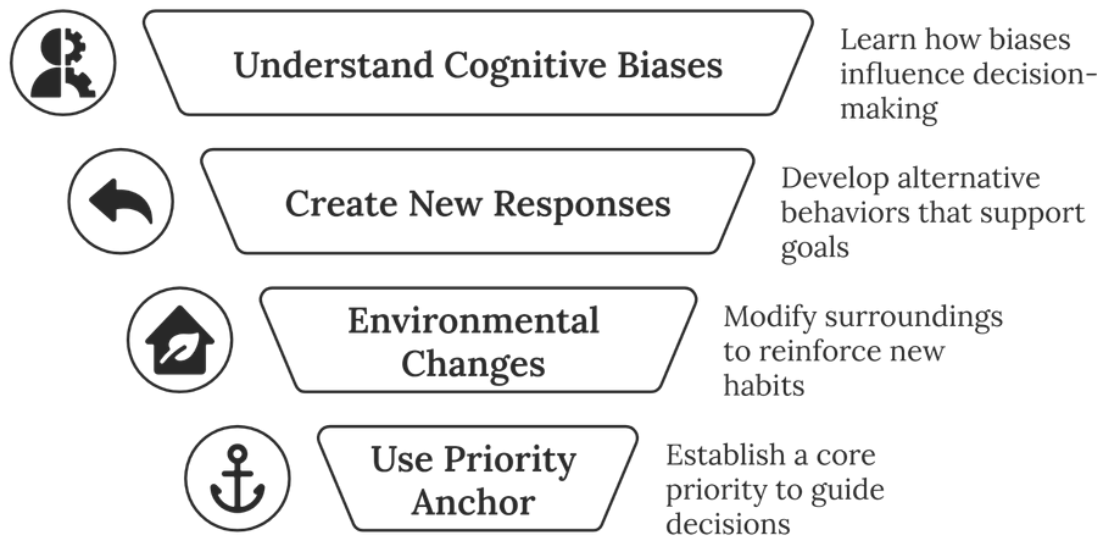 Understand Cognitive Biases
Learn how biases
influence decision-
making
Create New Responses
Develop alternative
behaviors that support
goals
Environmental
Changes
Modify surroundings
to reinforce new
habits
Use Priority
Anchor
Establish a core
priority to guide
decisions